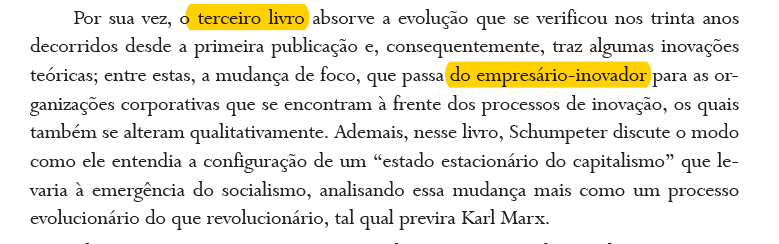 Por sua vez, o terceiro livro absorve a evolução que se verificou nos trinta anos
decorridos desde a primeira publicação e, consequentemente, traz algumas inovações
teóricas; entre estas, a mudança de foco, que passa do empresário-inovador para as or-
ganizações corporativas que se encontram à frente dos processos de inovação, os quais
também se alteram qualitativamente. Ademais, nesse livro, Schumpeter discute o modo
como ele entendia a configuração de um “estado estacionário do capitalismo” que le-
varia à emergência do socialismo, analisando essa mudança mais como um processo
evolucionário do que revolucionário, tal qual previra Karl Marx.